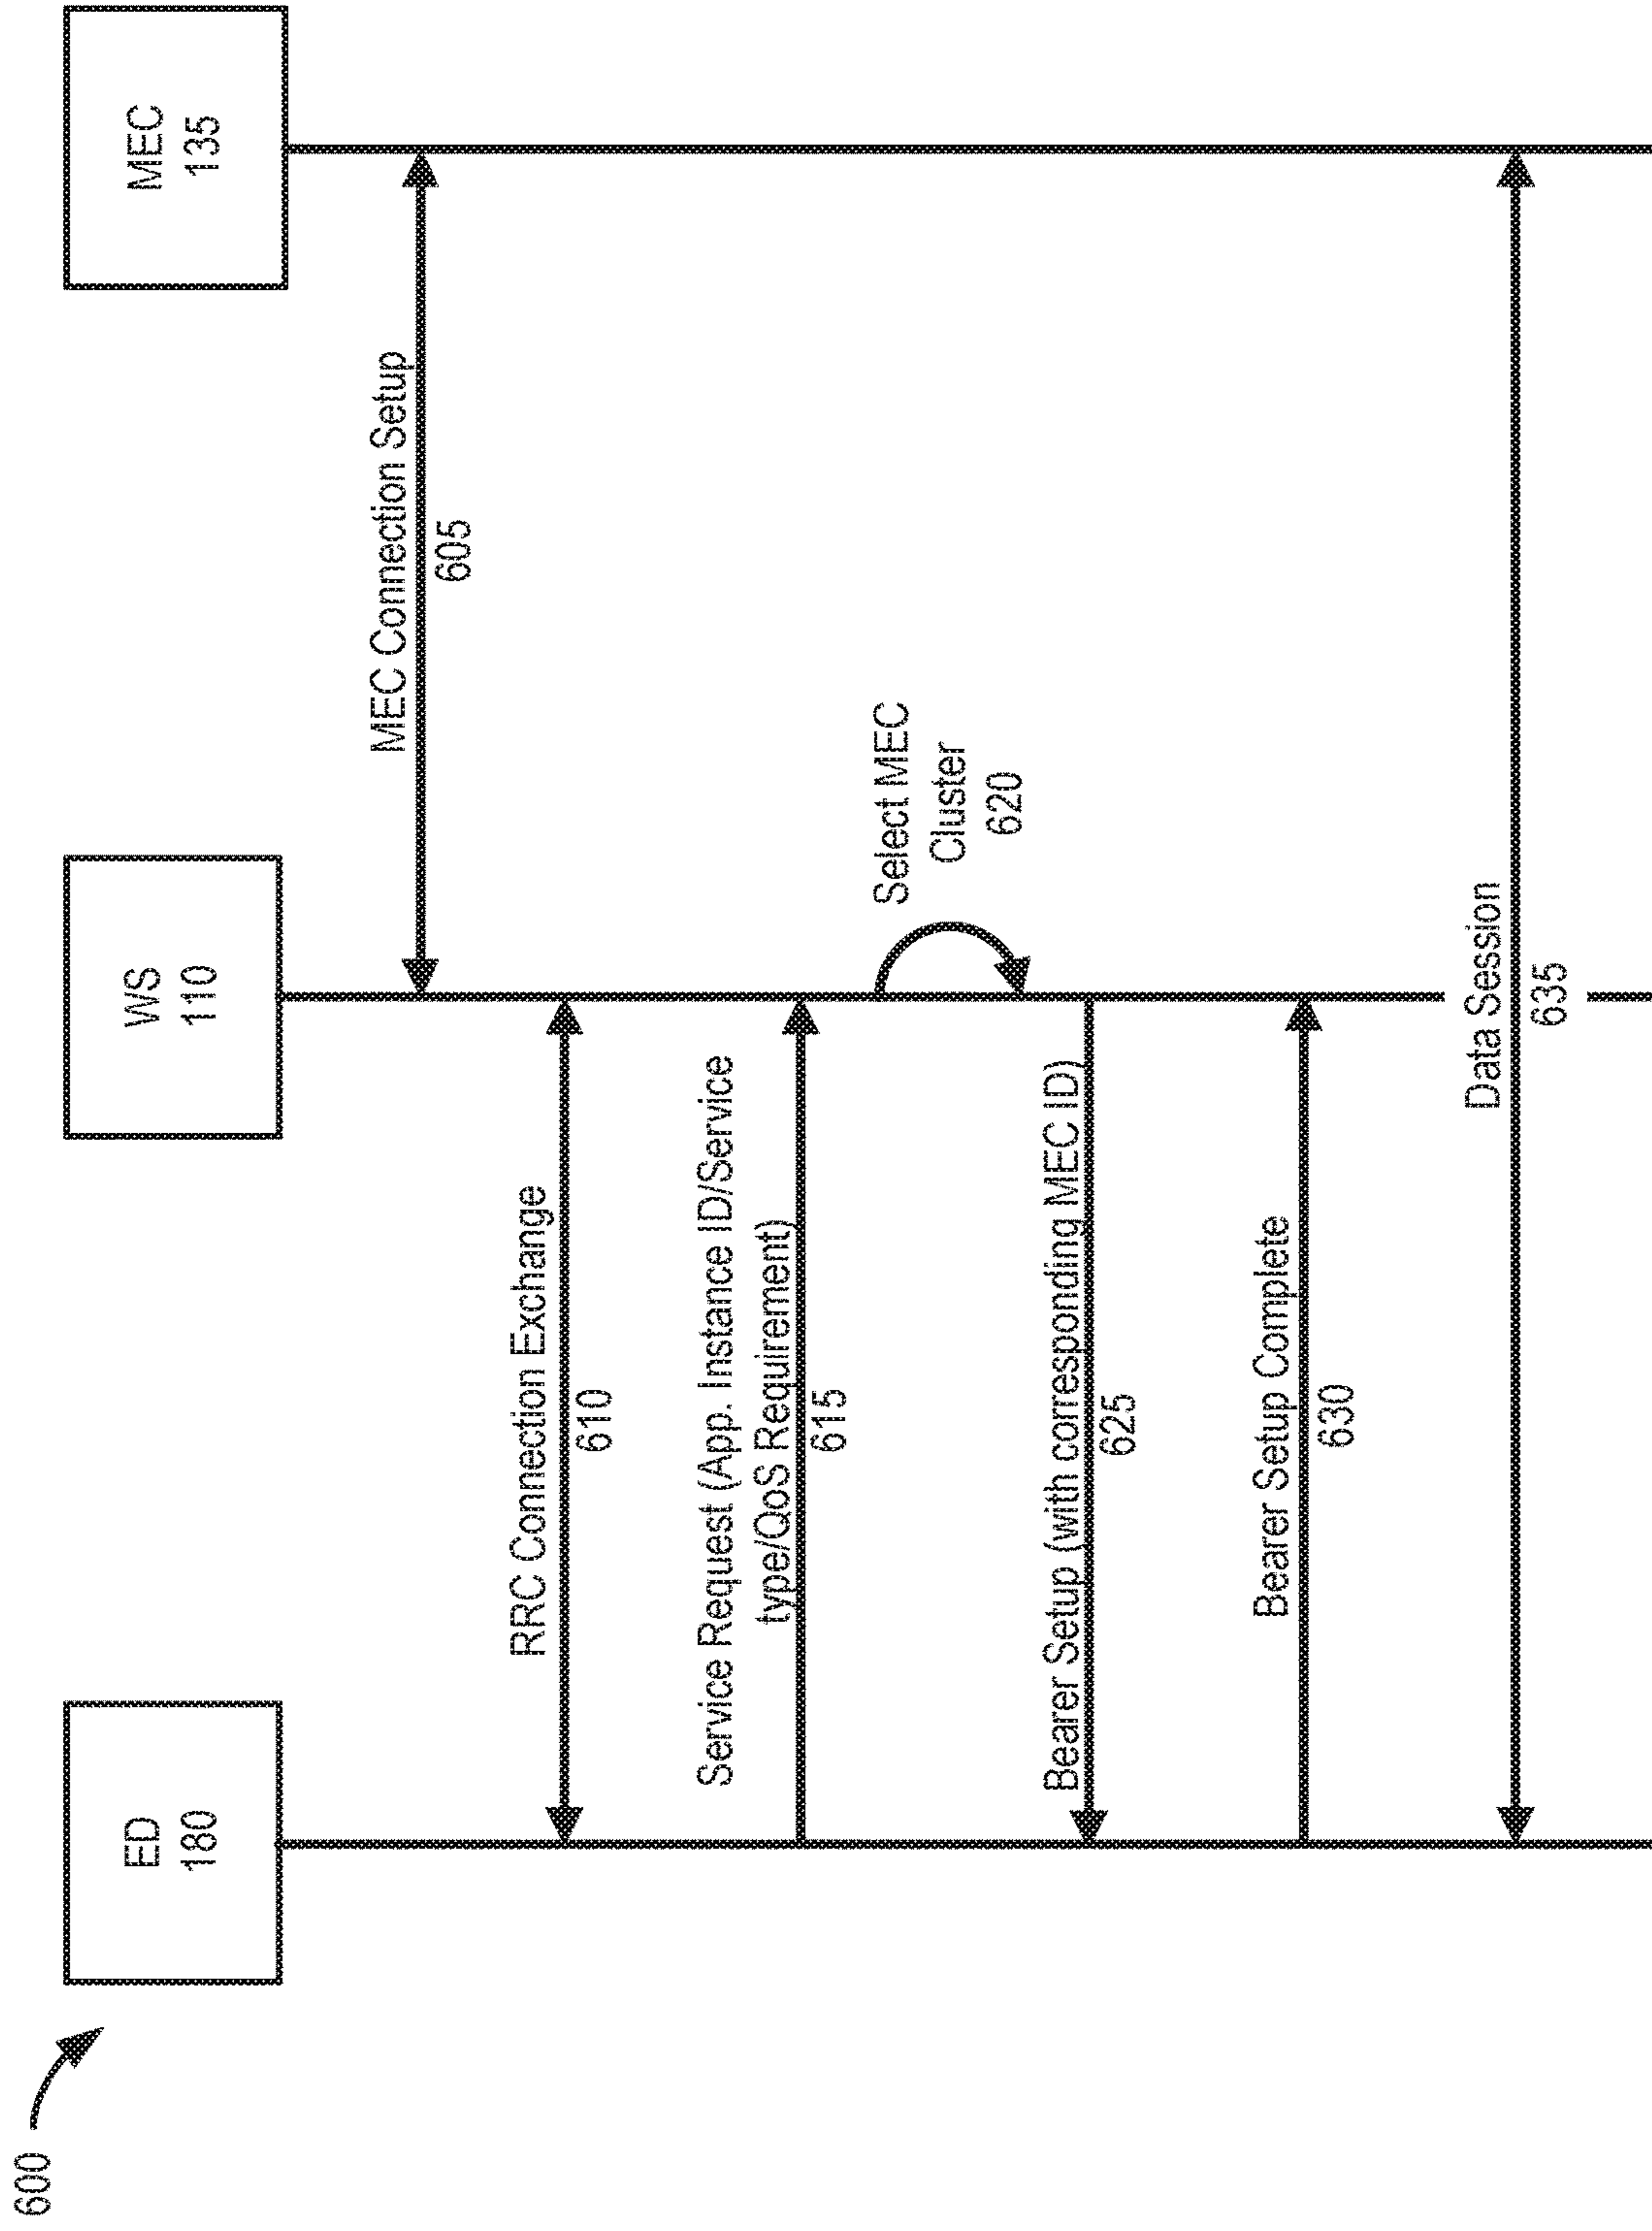 600
ED
180
WS
110
MEC
135
MEC Connection Setup
605
RRC Connection Exchange
610
Service Request (App. Instance ID/Service
type/QoS Requirement)
615
Select MEC
Cluster
620
Bearer Setup (with corresponding MEC ID)
625
Bearer Setup Complete
630
Data Session
635